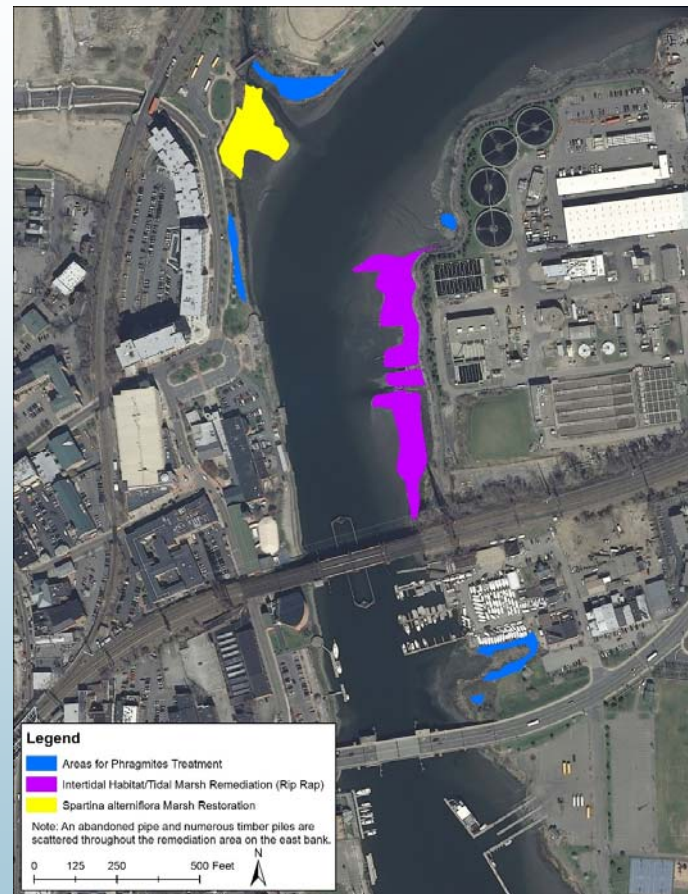 Legend
Areas for Phragmites Treatment
Intertidal Habitat/Tidal Marsh Remediation (Rip Rap)
Spartina alterniflora Marsh Restoration
Note: An abandoned pipe and numerous timber piles are
scattered throughout the remediation area on the east bank.
N
0 125 250 500 Feet